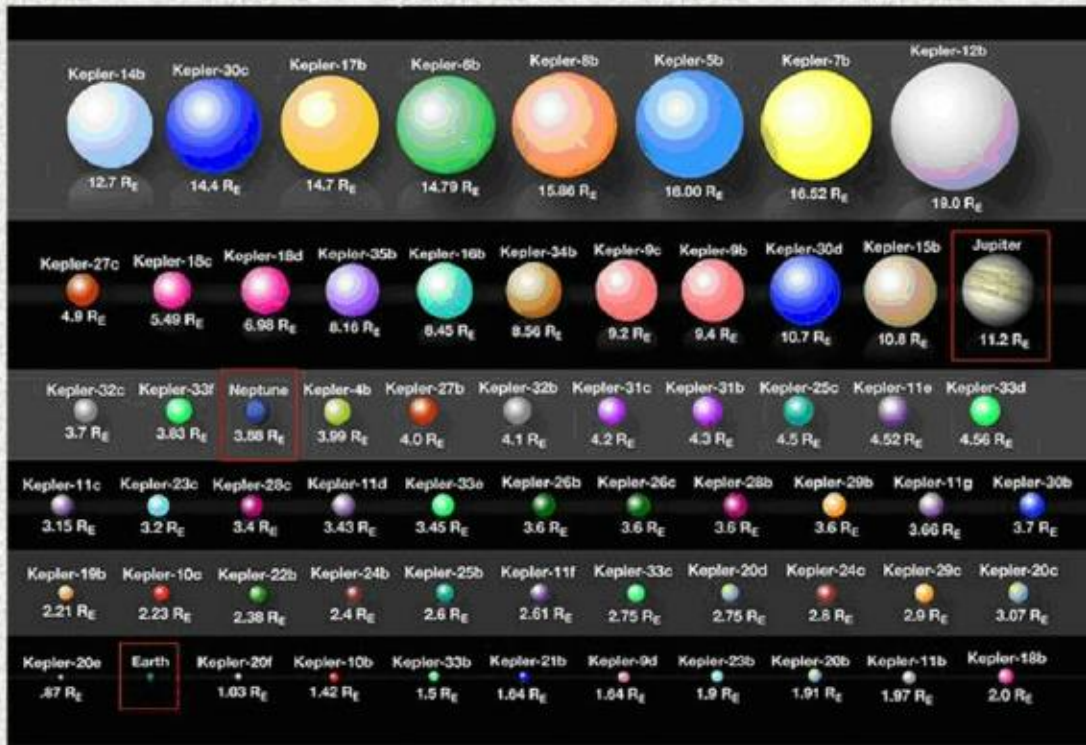 Kepler-14b Kepler-30c Kepler-17b Kepler-6b Kepler-8b Kepler-5b Kepler-7b Kepler-12b
12.7 RE 14.4 RE 14.7 RE 14.79 RE 15.86 RE 16.00 RE 16.52 RE 19.0 RE
Kepler-27c Kepler-18c Kepler-18d Kepler-35b Kepler-16b Kepler-34b Kepler-9c Kepler-9b Kepler-30d Kepler-15b Jupiter
4.9 RE 5.49 RE 6.98 RE 8.16 RE 8.45 RE 8.56 RE 9.2 RE 9.4 RE 10.7 RE 10.8 RE 11.2 RE
Kepler-32c Kepler-33f Neptune Kepler-4b Kepler-27b Kepler-32b Kepler-31c Kepler-31b Kepler-25c Kepler-11e Kepler-33d
3.7 RE 3.83 RE 3.88 RE 3.99 RE 4.0 RE 4.1 RE 4.2 RE 4.3 RE 4.5 RE 4.52 RE 4.56 RE
Kepler-11c Kepler-23c Kepler-28c Kepler-11d Kepler-33e Kepler-26b Kepler-26c Kepler-28b Kepler-29b Kepler-11g Kepler-30b
3.15 RE 3.2 RE 3.4 RE 3.43 RE 3.45 RE 3.6 RE 3.6 RE 3.6 RE 3.6 RE 3.66 RE 3.7 RE
Kepler-19b Kepler-10c Kepler-22b Kepler-24b Kepler-25b Kepler-11f Kepler-33c Kepler-20d Kepler-24c Kepler-29c Kepler-20c
2.21 RE 2.23 RE 2.38 RE 2.4 RE 2.6 RE 2.61 RE 2.75 RE 2.75 RE 2.8 RE 2.9 RE 3.07 RE
Kepler-20e Earth Kepler-20f Kepler-10b Kepler-33b Kepler-21b Kepler-9d Kepler-23b Kepler-20b Kepler-11b Kepler-18b
.87 RE 1.03 RE 1.42 RE 1.5 RE 1.64 RE 1.64 RE 1.9 RE 1.91 RE 1.97 RE 2.0 RE